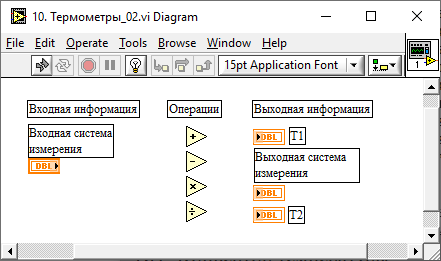 10. Термометры_02.vi Diagram
File Edit Operate Tools Browse Window Help
15pt Application Font
1
Входная информация
Операции
Выходная информация
Входная система
измерения
DBL
+
−
×
÷
DBL T1
Выходная система
измерения
DBL
DBL T2